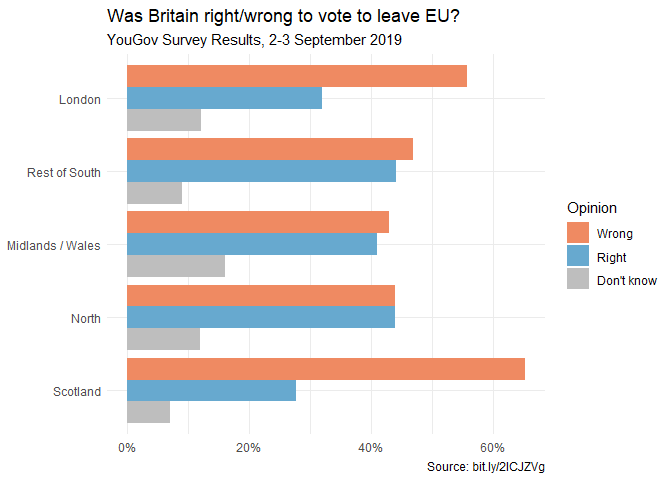 Was Britain right/wrong to vote to leave EU?
YouGov Survey Results, 2-3 September 2019
London
Rest of South
Midlands / Wales
North
Scotland
0% 20% 40% 60%
Opinion
Wrong
Right
Don't know
Source: bit.ly/2lCJZVg